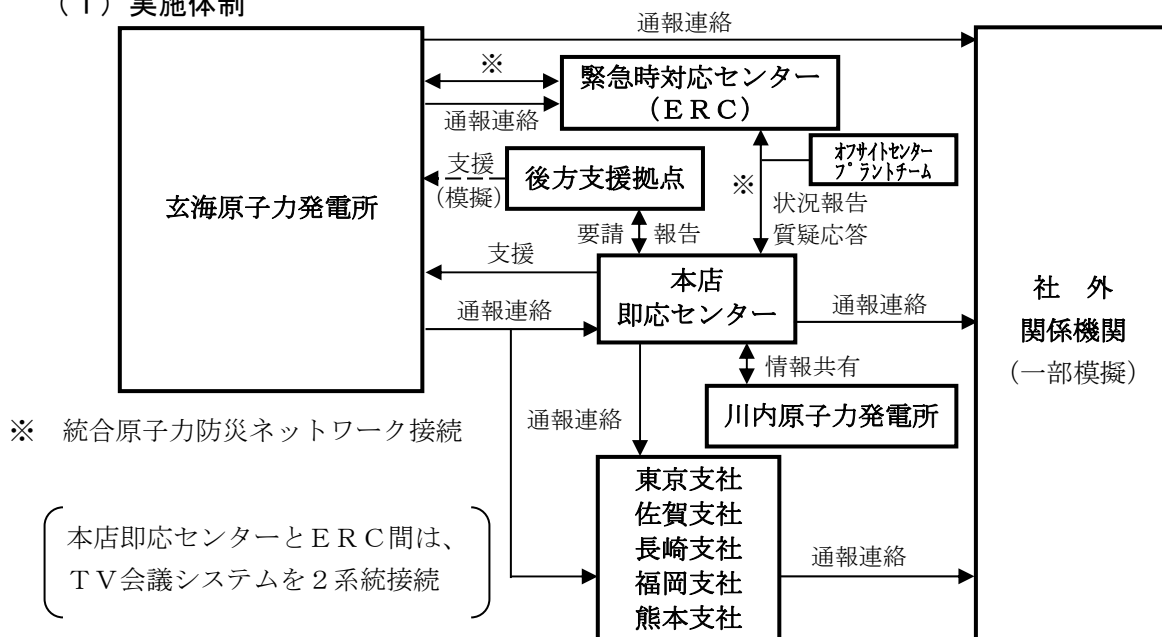 (1)実施体制
通報連絡
※
緊急時対応センター
(ERC)
通報連絡
オフサイトセンター
プラントチーム
支援
(模擬)
後方支援拠点
※
状況報告
質疑応答
玄海原子力発電所
要請
報告
支援
本店
即応センター
通報連絡
通報連絡
社 外
関係機関
(一部模擬)
情報共有
川内原子力発電所
通報連絡
※ 統合原子力防災ネットワーク接続
東京支社
佐賀支社
長崎支社
福岡支社
熊本支社
通報連絡
本店即応センターとERC間は、
TV会議システムを2系統接続